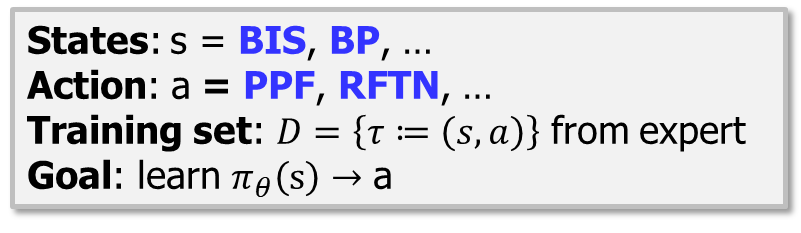 States: s = BIS, BP, ...
Action: a = PPF, RFTN, ...
Training set: D = {τ ≔ (s, a)} from expert
Goal: learn π_θ(s) → a